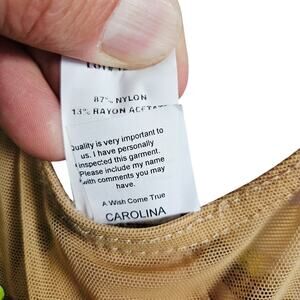 87% NYLON
13% RAYON ACETATE
Quality is very important to
us. I have personally
inspected this garment.
Please include my name
with comments you may
have.
A Wish Come True
CAROLINA